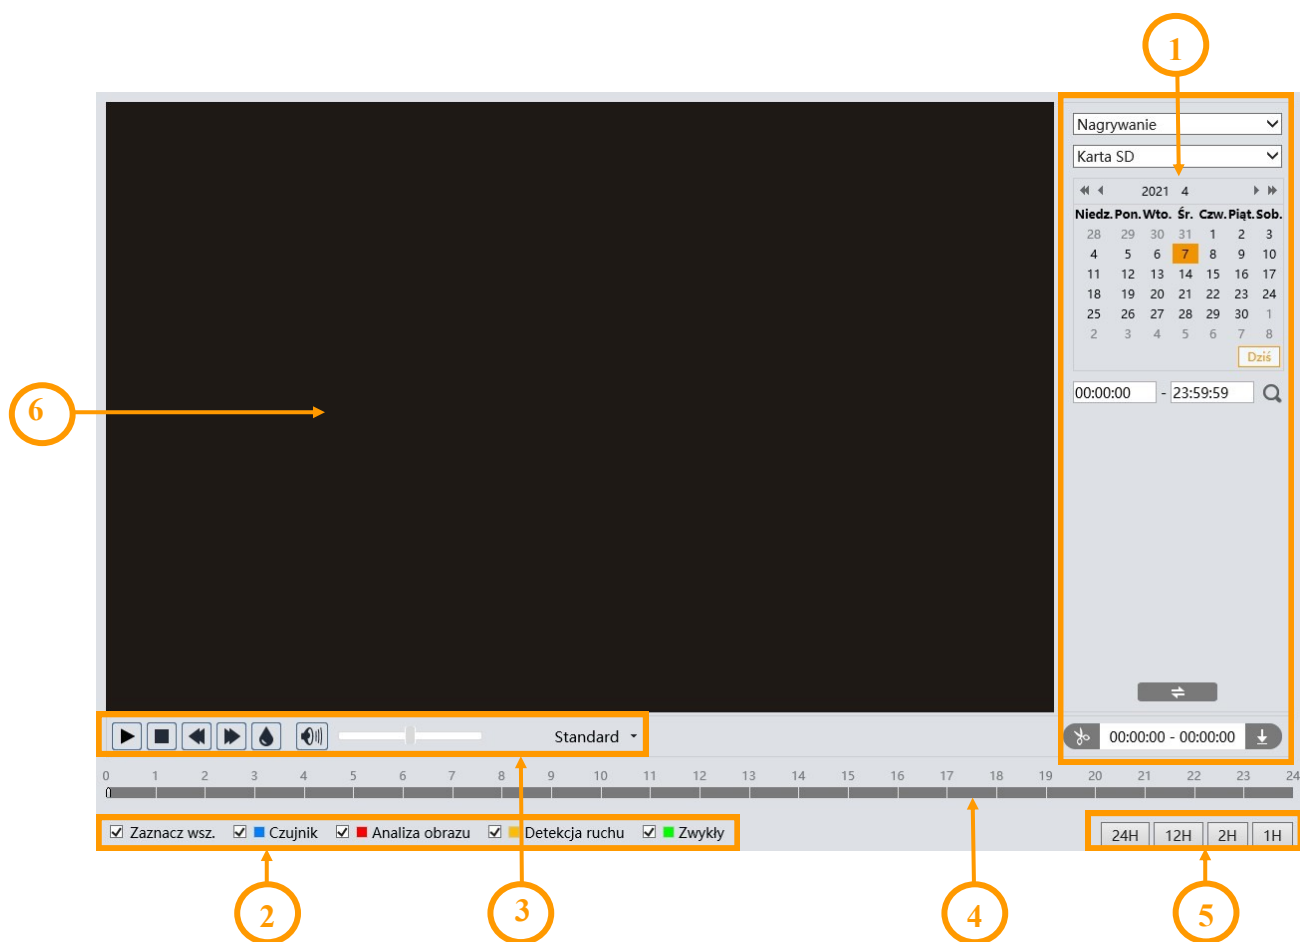 1
Nagrywanie
Karta SD
2021 4
Niedz. Pon. Wto. Śr. Czw. Piąt. Sob.
28 29 30 31 1 2 3
4 5 6 7 8 9 10
11 12 13 14 15 16 17
18 19 20 21 22 23 24
25 26 27 28 29 30 1
2 3 4 5 6 7 8
Dziś
00:00:00 - 23:59:59
6
Standard
00:00:00 - 00:00:00
0 1 2 3 4 5 6 7 8 9 10 11 12 13 14 15 16 17 18 19 20 21 22 23 24
Zaznacz wsz. Czujnik Analiza obrazu Detekcja ruchu Zwykły
24H 12H 2H 1H
2 3 4 5